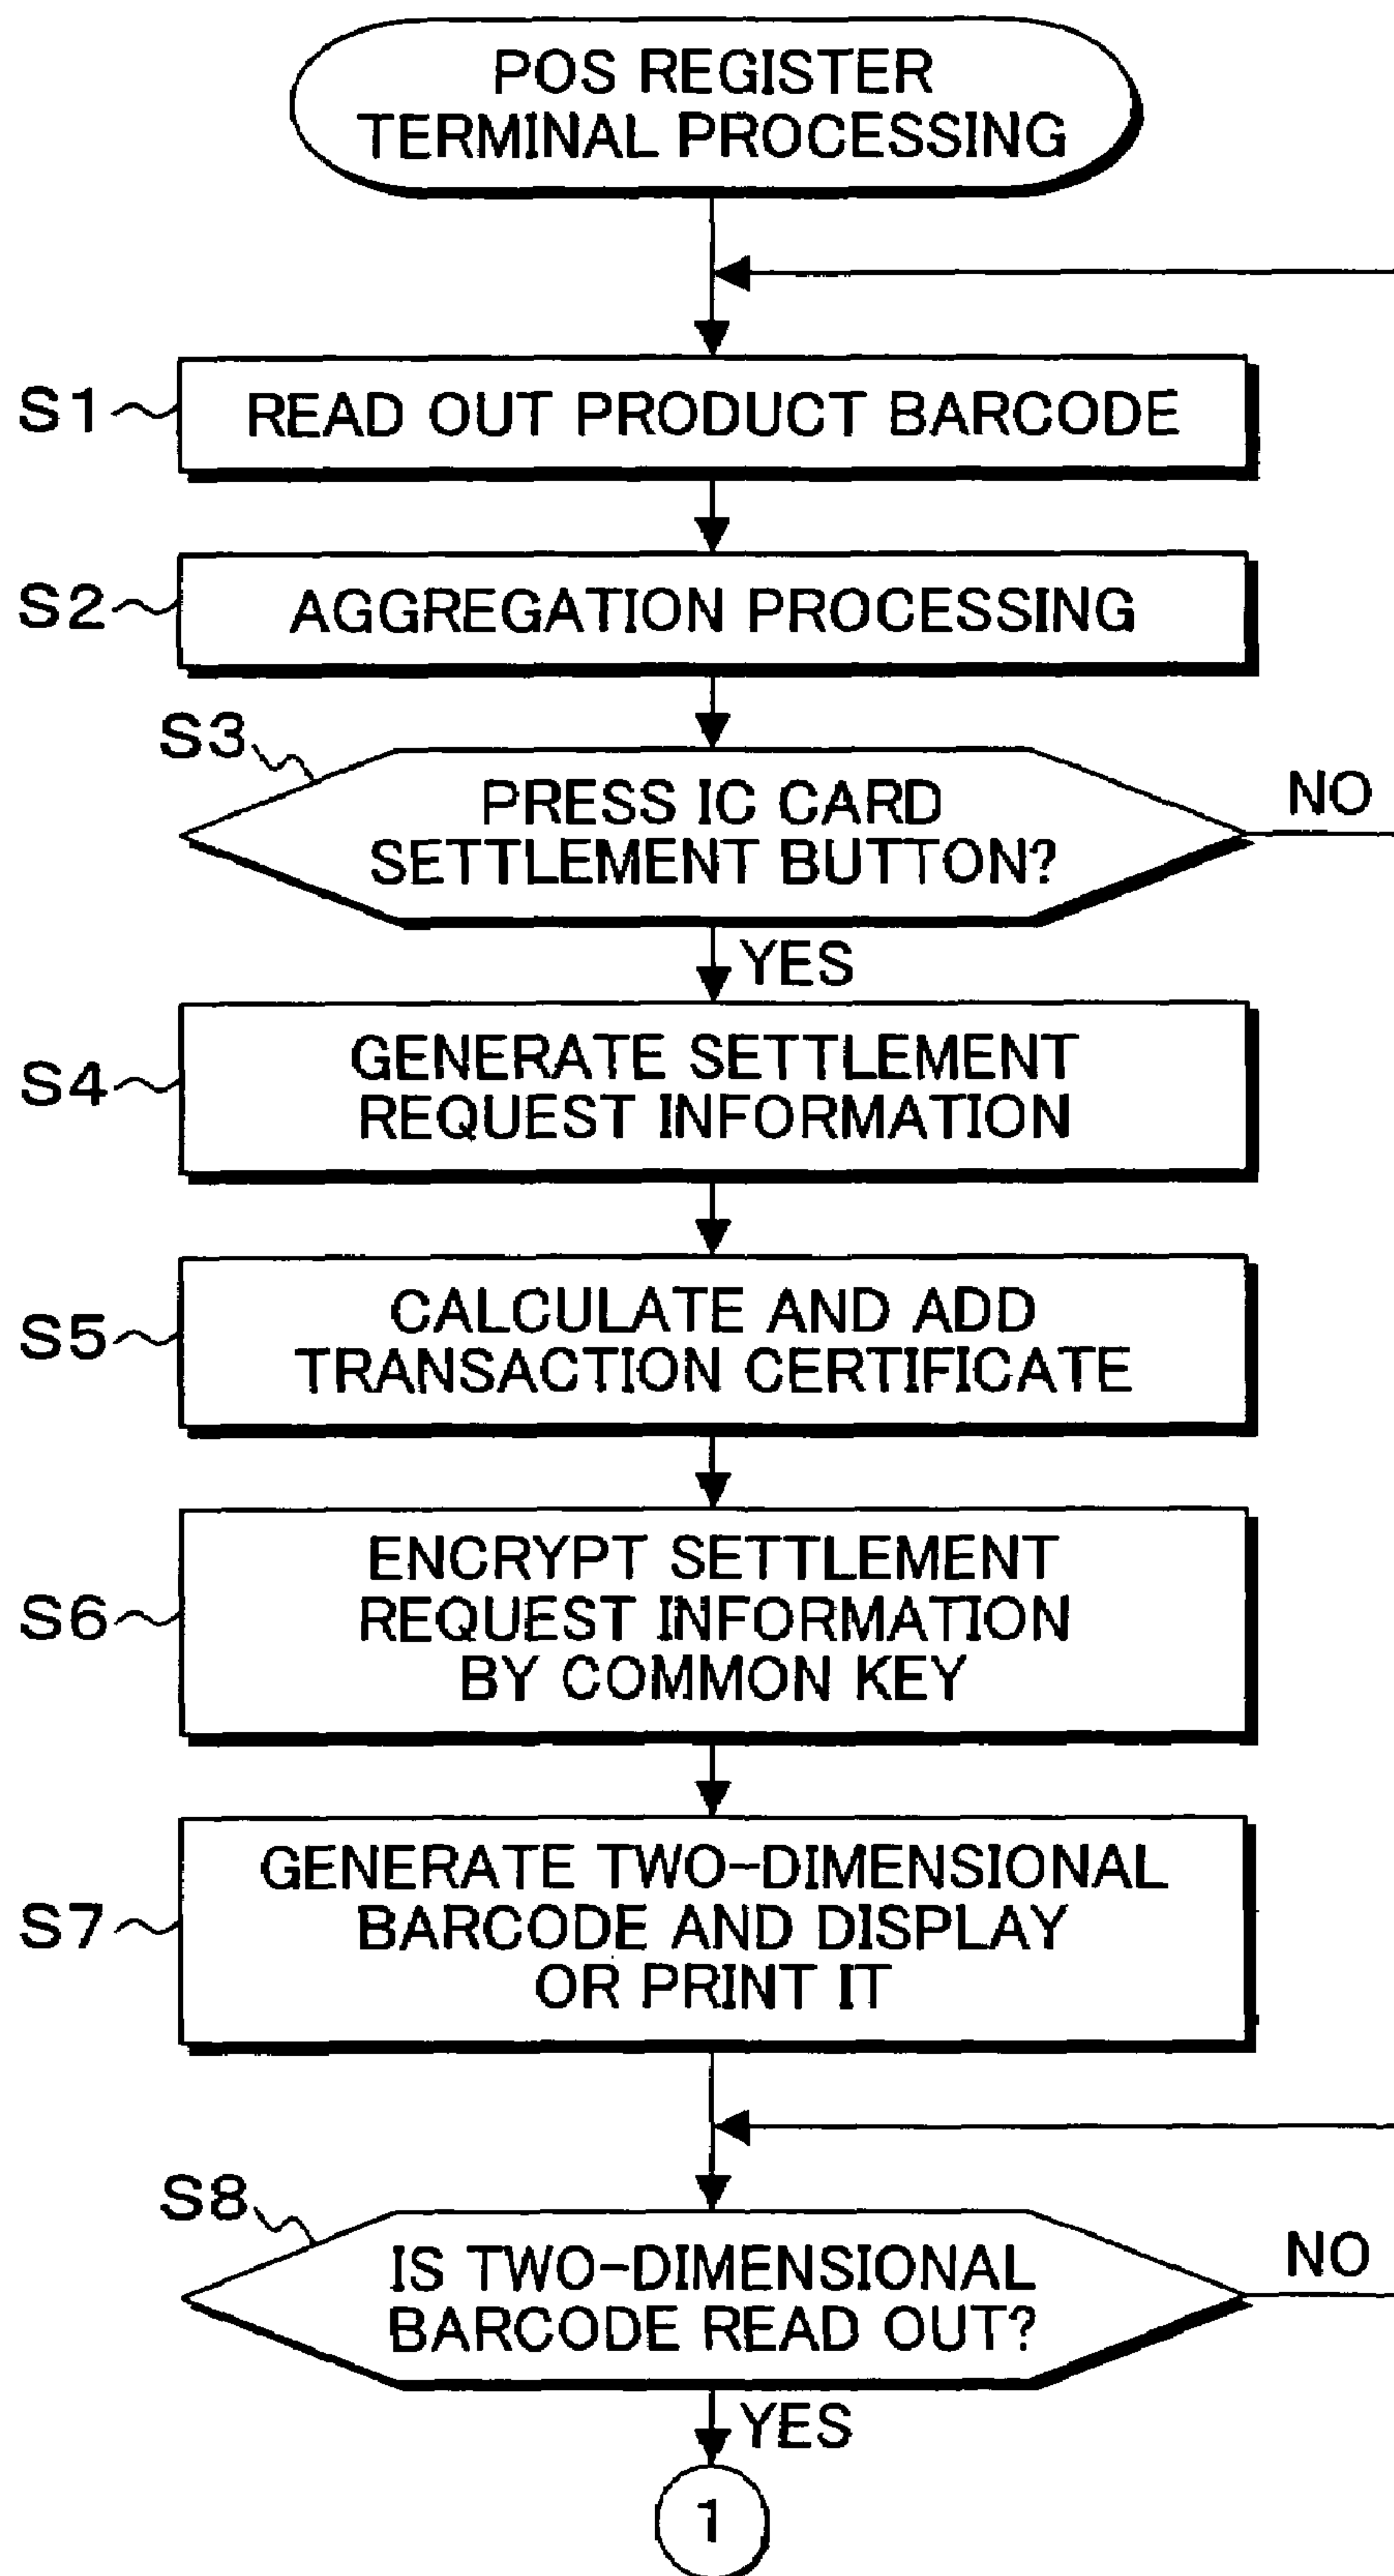 POS REGISTER
TERMINAL PROCESSING
S1
READ OUT PRODUCT BARCODE
S2
AGGREGATION PROCESSING
S3
PRESS IC CARD
SETTLEMENT BUTTON?
NO
YES
S4
GENERATE SETTLEMENT
REQUEST INFORMATION
S5
CALCULATE AND ADD
TRANSACTION CERTIFICATE
S6
ENCRYPT SETTLEMENT
REQUEST INFORMATION
BY COMMON KEY
S7
GENERATE TWO-DIMENSIONAL
BARCODE AND DISPLAY
OR PRINT IT
S8
IS TWO-DIMENSIONAL
BARCODE READ OUT?
NO
YES
1